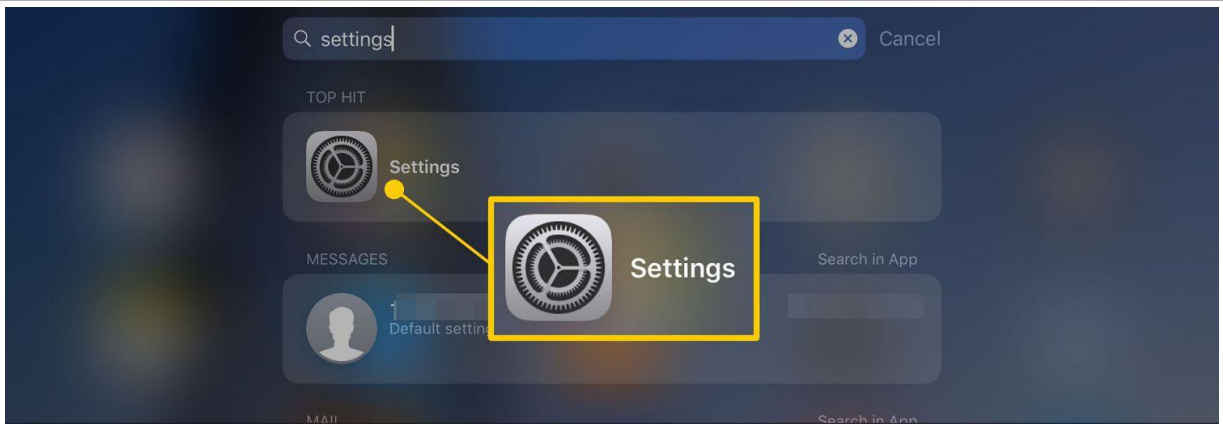 settings
Cancel
TOP HIT
Settings
Settings
MESSAGES
Search in App
Default setting
MAIL
Search in App